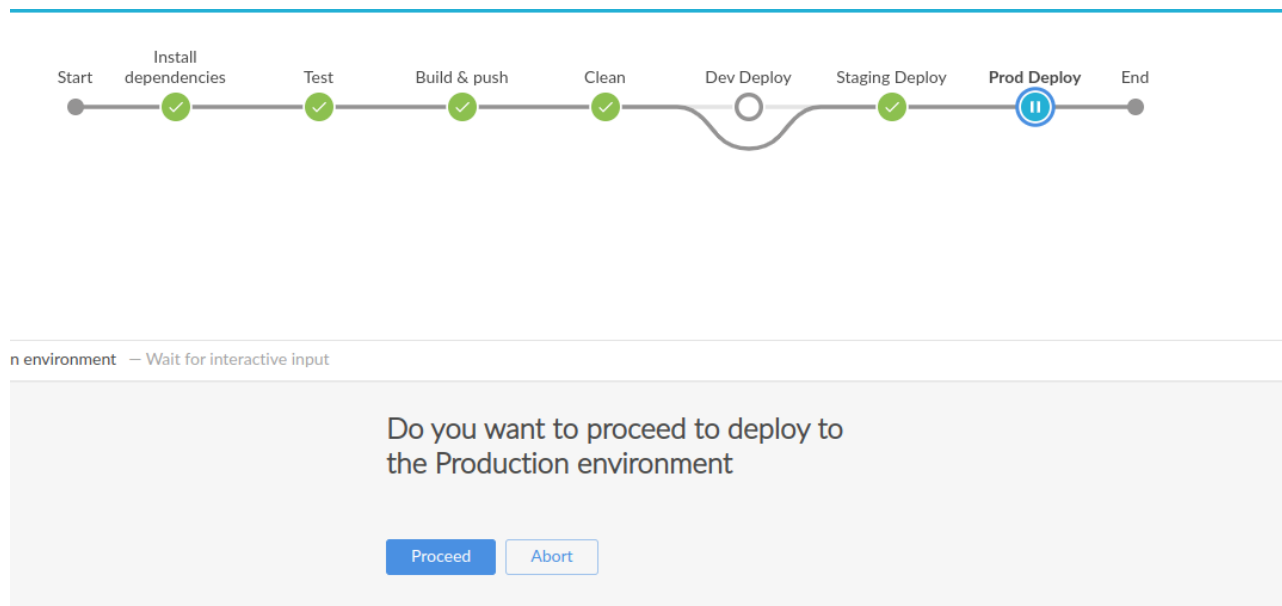 Install
Start dependencies Test Build & push Clean Dev Deploy Staging Deploy Prod Deploy End
n environment — Wait for interactive input
Do you want to proceed to deploy to
the Production environment
Proceed Abort